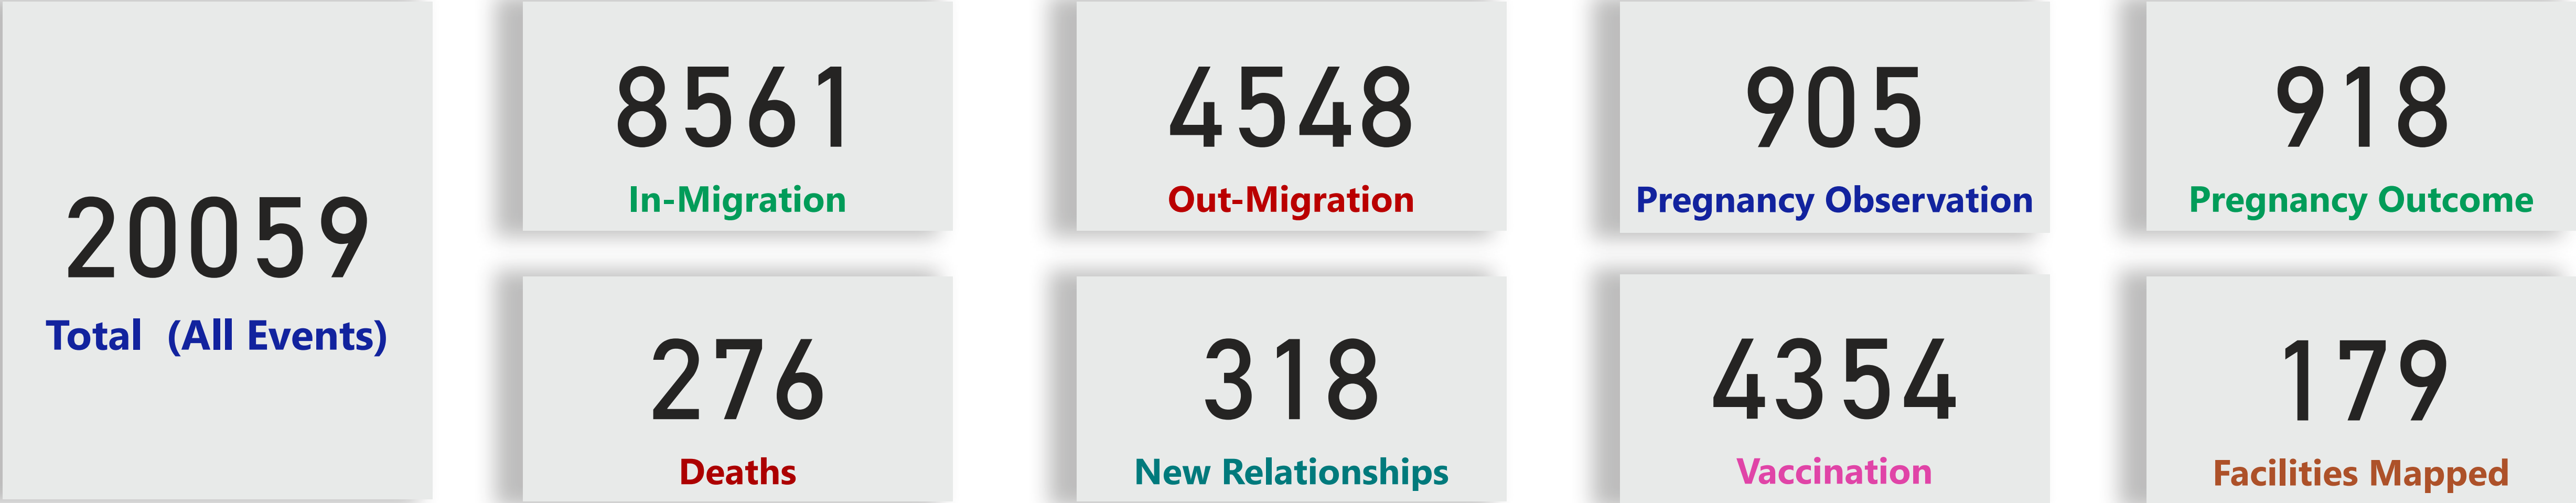 20059
Total (All Events)
8561
In-Migration
4548
Out-Migration
905
Pregnancy Observation
918
Pregnancy Outcome
276
Deaths
318
New Relationships
4354
Vaccination
179
Facilities Mapped